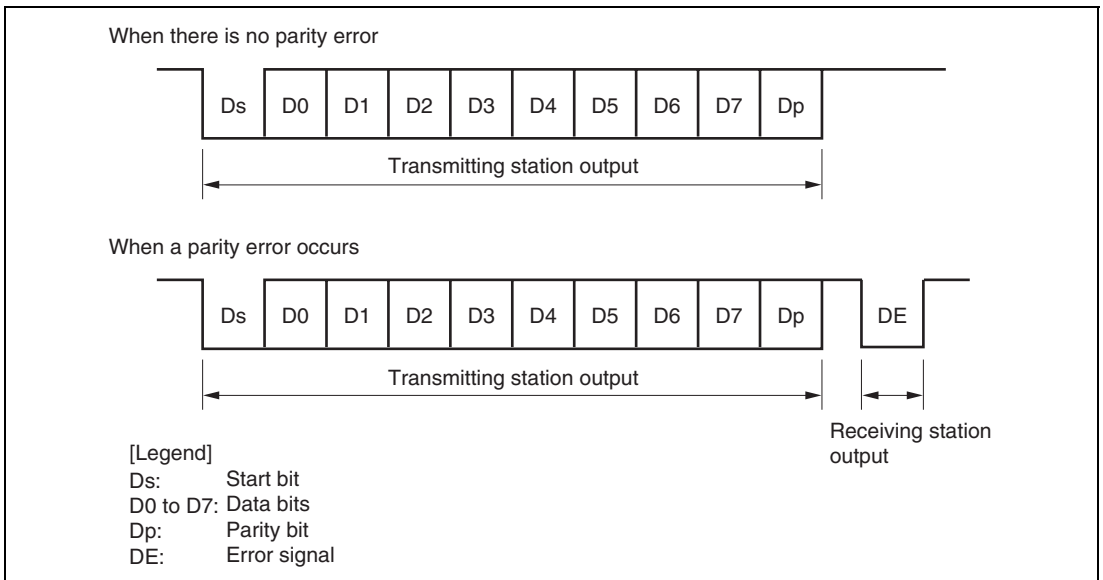 When there is no parity error
Ds D0 D1 D2 D3 D4 D5 D6 D7 Dp
Transmitting station output
When a parity error occurs
Ds D0 D1 D2 D3 D4 D5 D6 D7 Dp DE
Transmitting station output
Receiving station
output
[Legend]
Ds: Start bit
D0 to D7: Data bits
Dp: Parity bit
DE: Error signal